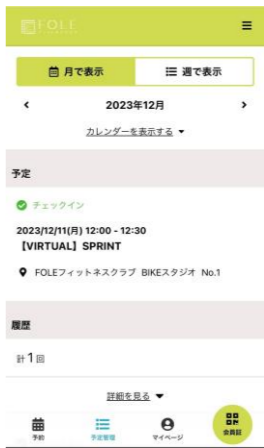 FOLE
月で表示
週で表示
2023年12月
カレンダーを表示する
予定
チェックイン
2023/12/11(月) 12:00 - 12:30
【VIRTUAL】SPRINT
FOLEフィットネスクラブ BIKEスタジオ No.1
履歴
計1回
詳細を見る
予約
予定管理
マイページ
会員証